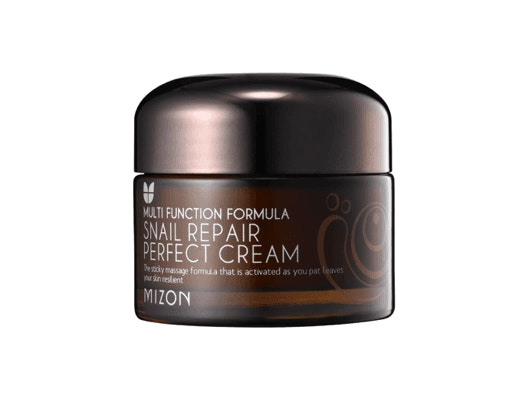 MULTI FUNCTION FORMULA
SNAIL REPAIR
PERFECT CREAM
The sticky massage formula that is activated as you pat leaves
your skin resilient
MIZON